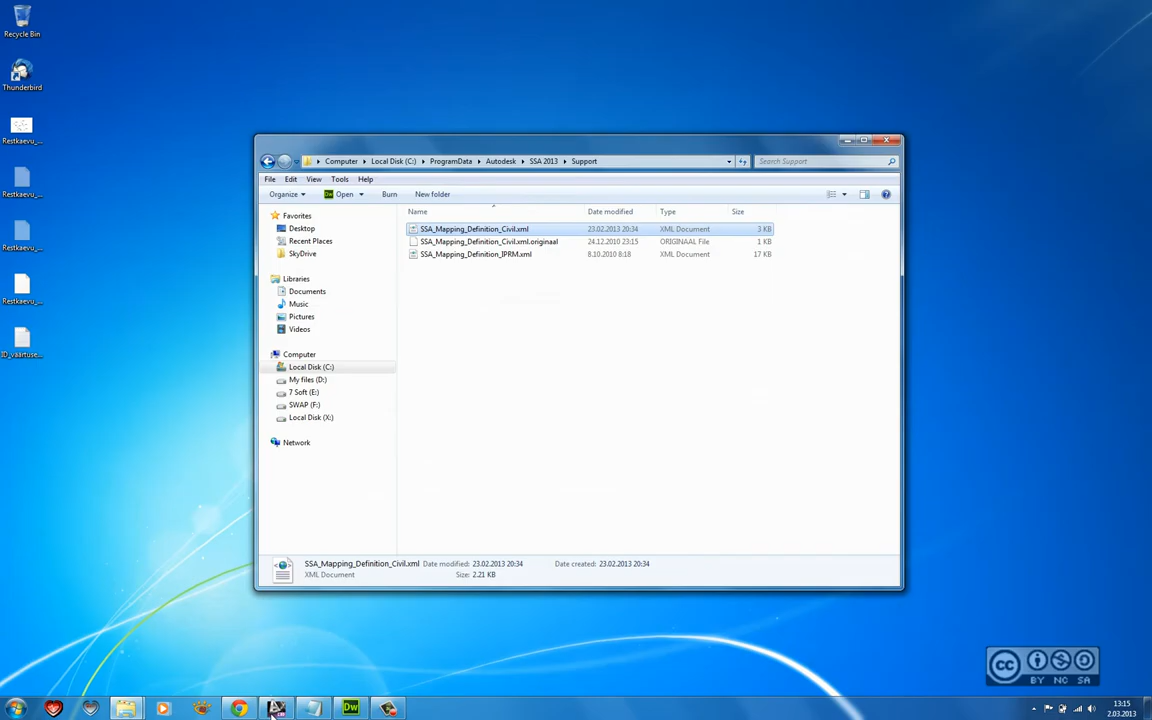 Recycle Bin
Thunderbird
Restkaevu_...
Restkaevu_...
Restkaevu_...
Restkaevu_...
ID_vaartuse...
Computer
Local Disk (C:)
ProgramData
Autodesk
SSA 2013
Support
Search Support
File Edit View Tools Help
Organize Dw Open Burn New folder
Name Date modified Type Size
Favorites
Desktop
Recent Places
SkyDrive
Libraries
Documents
Music
Pictures
Videos
Computer
Local Disk (C:)
My files (D:)
7 Soft (E:)
SWAP (F:)
Local Disk (X:)
Network
SSA_Mapping_Definition_Civil.xml 23.02.2013 20:34 XML Document 3 KB
SSA_Mapping_Definition_Civil.xml.originaal 24.12.2010 23:15 ORIGINAAL File 1 KB
SSA_Mapping_Definition_IPRM.xml 8.10.2010 8:18 XML Document 17 KB
SSA_Mapping_Definition_Civil.xml Date modified: 23.02.2013 20:34 Date created: 23.02.2013 20:34
XML Document Size: 2.21 KB
cc
BY NC SA
Dw
13:15
2.03.2013